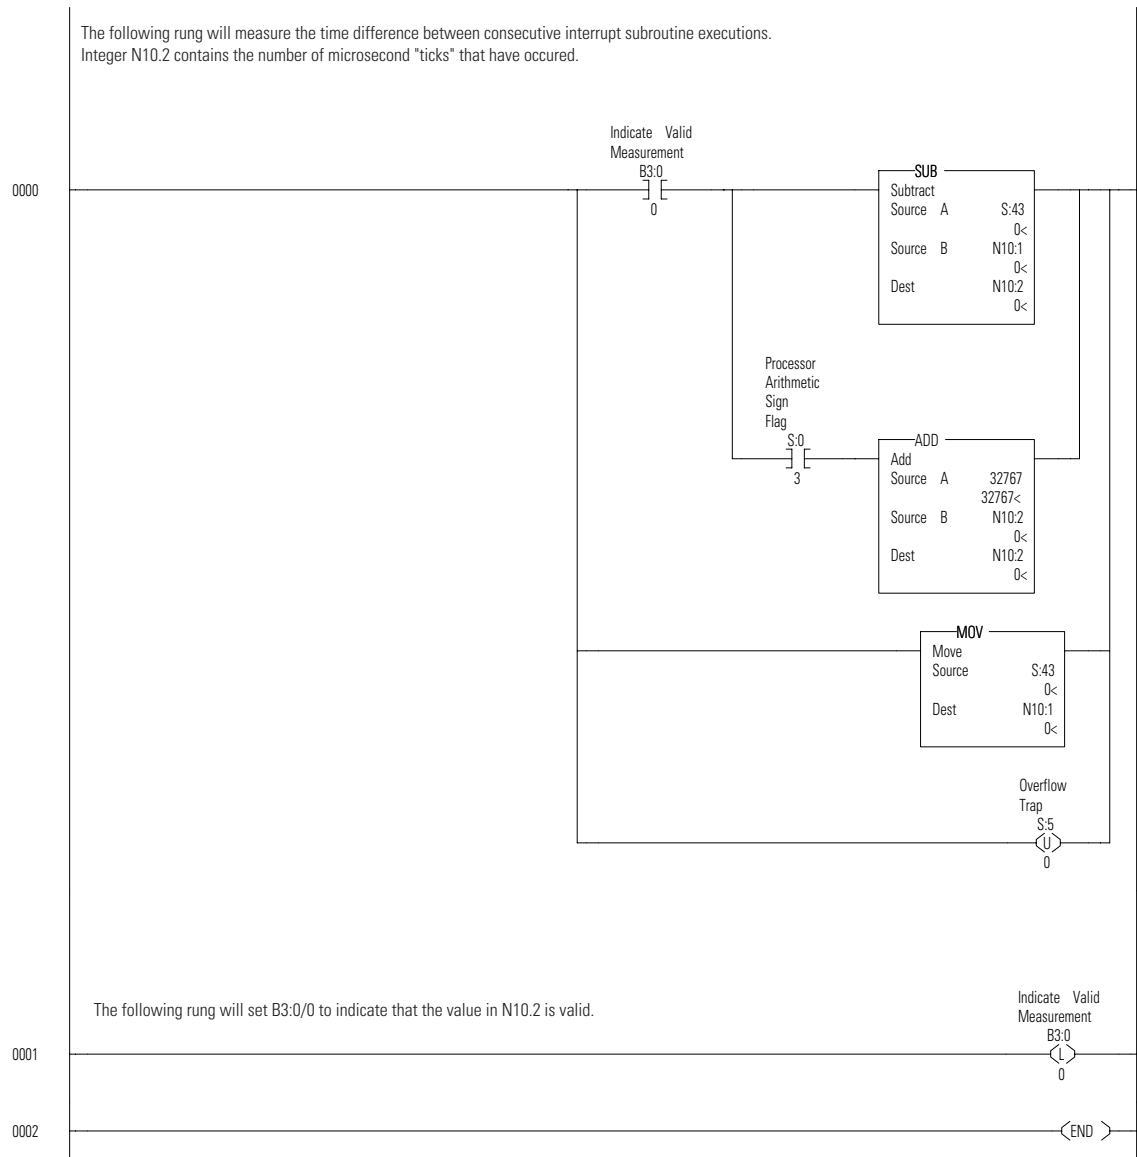 The following rung will measure the time difference between consecutive interrupt subroutine executions.
Integer N10.2 contains the number of microsecond "ticks" that have occured.
Indicate Valid
Measurement
B3:0
0
0000
SUB
Subtract
Source A S:43
0<
Source B N10:1
0<
Dest N10:2
0<
Processor
Arithmetic
Sign
Flag
S:0
3
ADD
Add
Source A 32767
32767<
Source B N10:2
0<
Dest N10:2
0<
MOV
Move
Source S:43
0<
Dest N10:1
0<
Overflow
Trap
S:5
U
0
The following rung will set B3:0/0 to indicate that the value in N10.2 is valid.
Indicate Valid
Measurement
B3:0
0001
L
0
0002
END